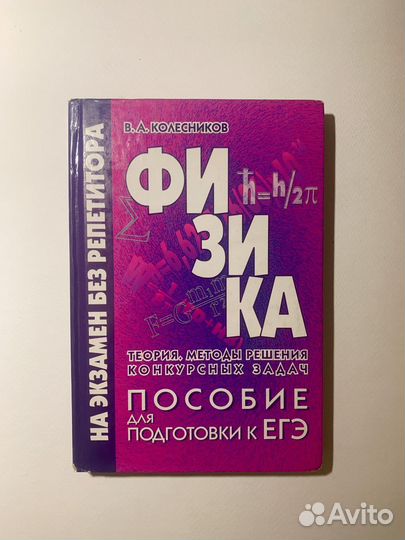 НА ЭКЗАМЕН БЕЗ РЕПЕТИТОРА
В.А. КОЛЕСНИКОВ
ФИ
ЗИ
КА
ħ=h/2π
Σ
F=G m₁m
ТЕОРИЯ. МЕТОДЫ РЕШЕНИЯ
КОНКУРСНЫХ ЗАДАЧ
ПОСОБИЕ
ДЛЯ
ПОДГОТОВКИ К ЕГЭ
Avito